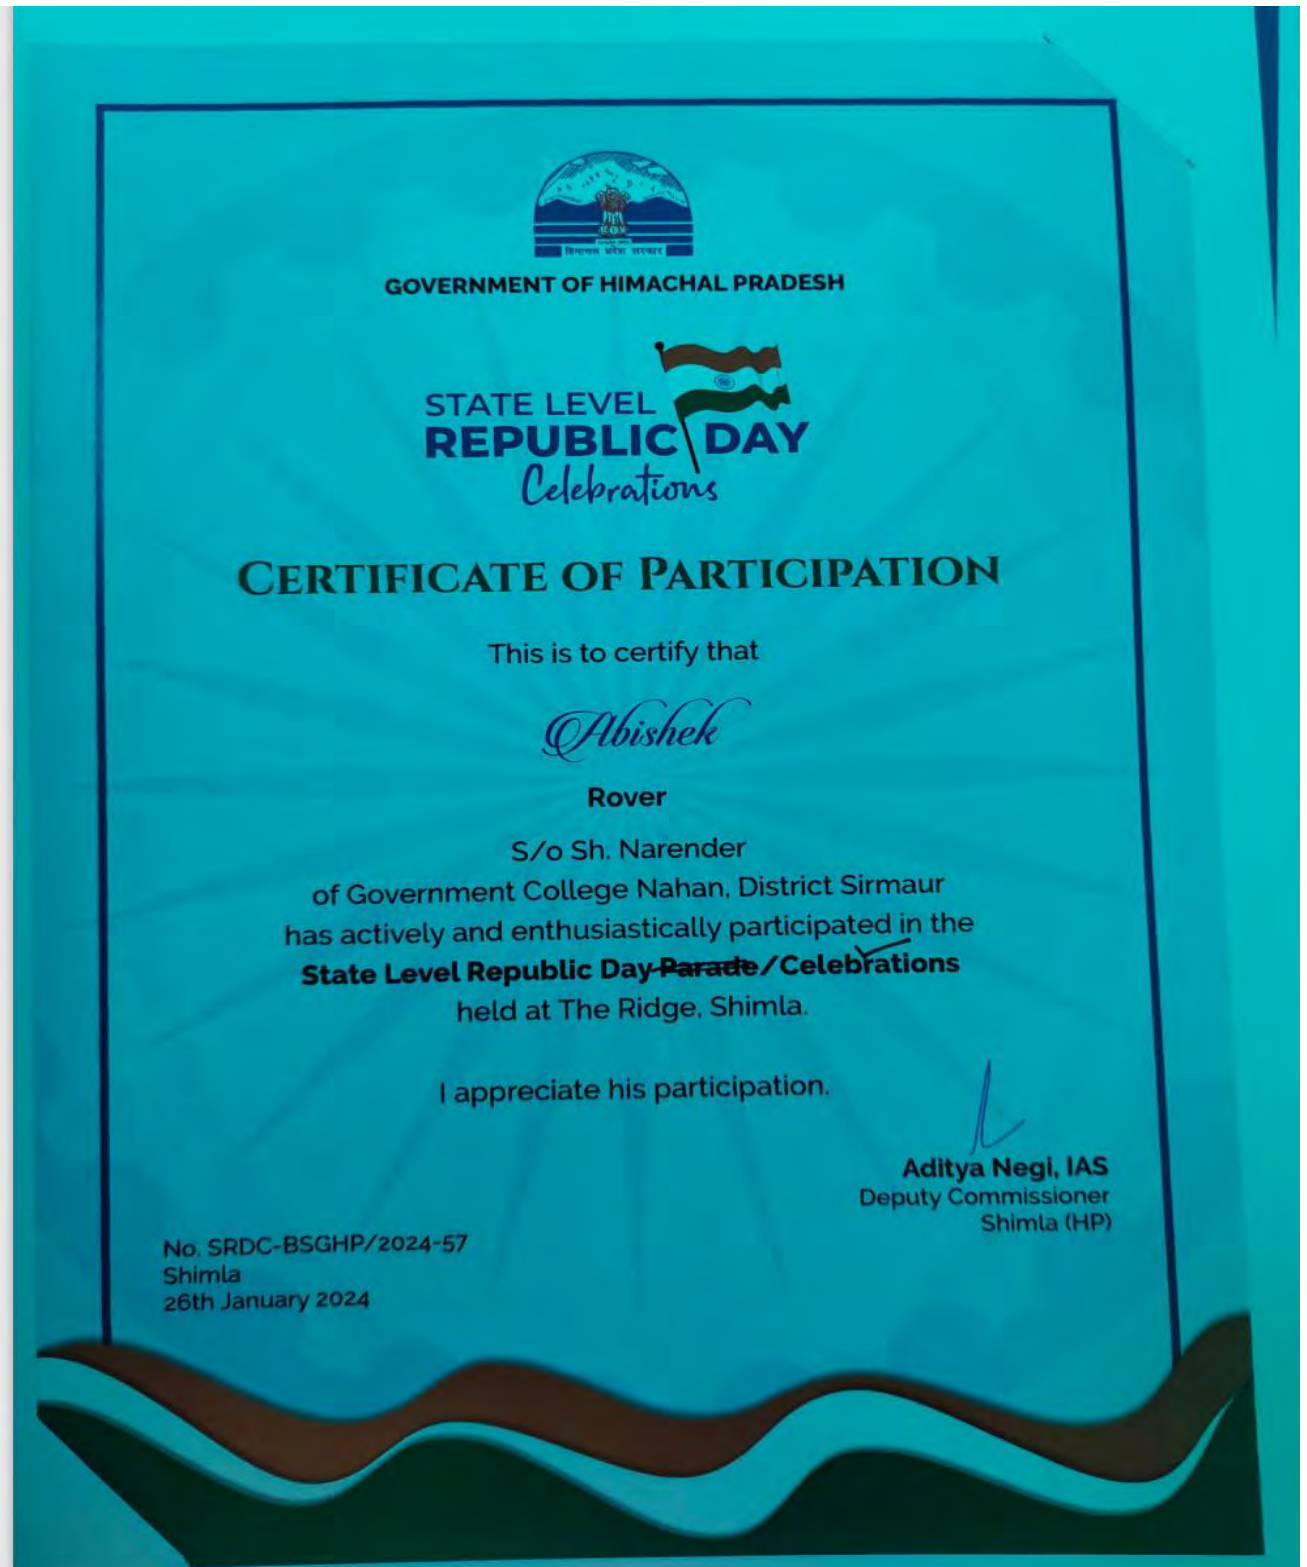 हिमाचल प्रदेश सरकार
GOVERNMENT OF HIMACHAL PRADESH
STATE LEVEL
REPUBLIC DAY
Celebrations
CERTIFICATE OF PARTICIPATION
This is to certify that
Abishek
Rover
S/o Sh. Narender
of Government College Nahan, District Sirmaur
has actively and enthusiastically participated in the
State Level Republic Day Parade/Celebrations
held at The Ridge, Shimla.
I appreciate his participation.
Aditya Negi, IAS
Deputy Commissioner
Shimla (HP)
No. SRDC-BSGHP/2024-57
Shimla
26th January 2024